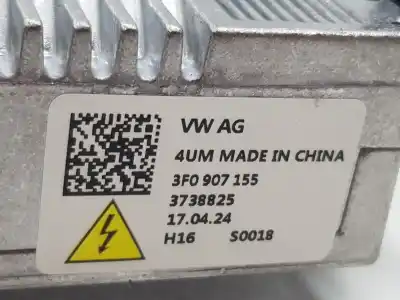 VW AG
4UM MADE IN CHINA
3F0 907 155
3738825
17.04.24
H16 S0018